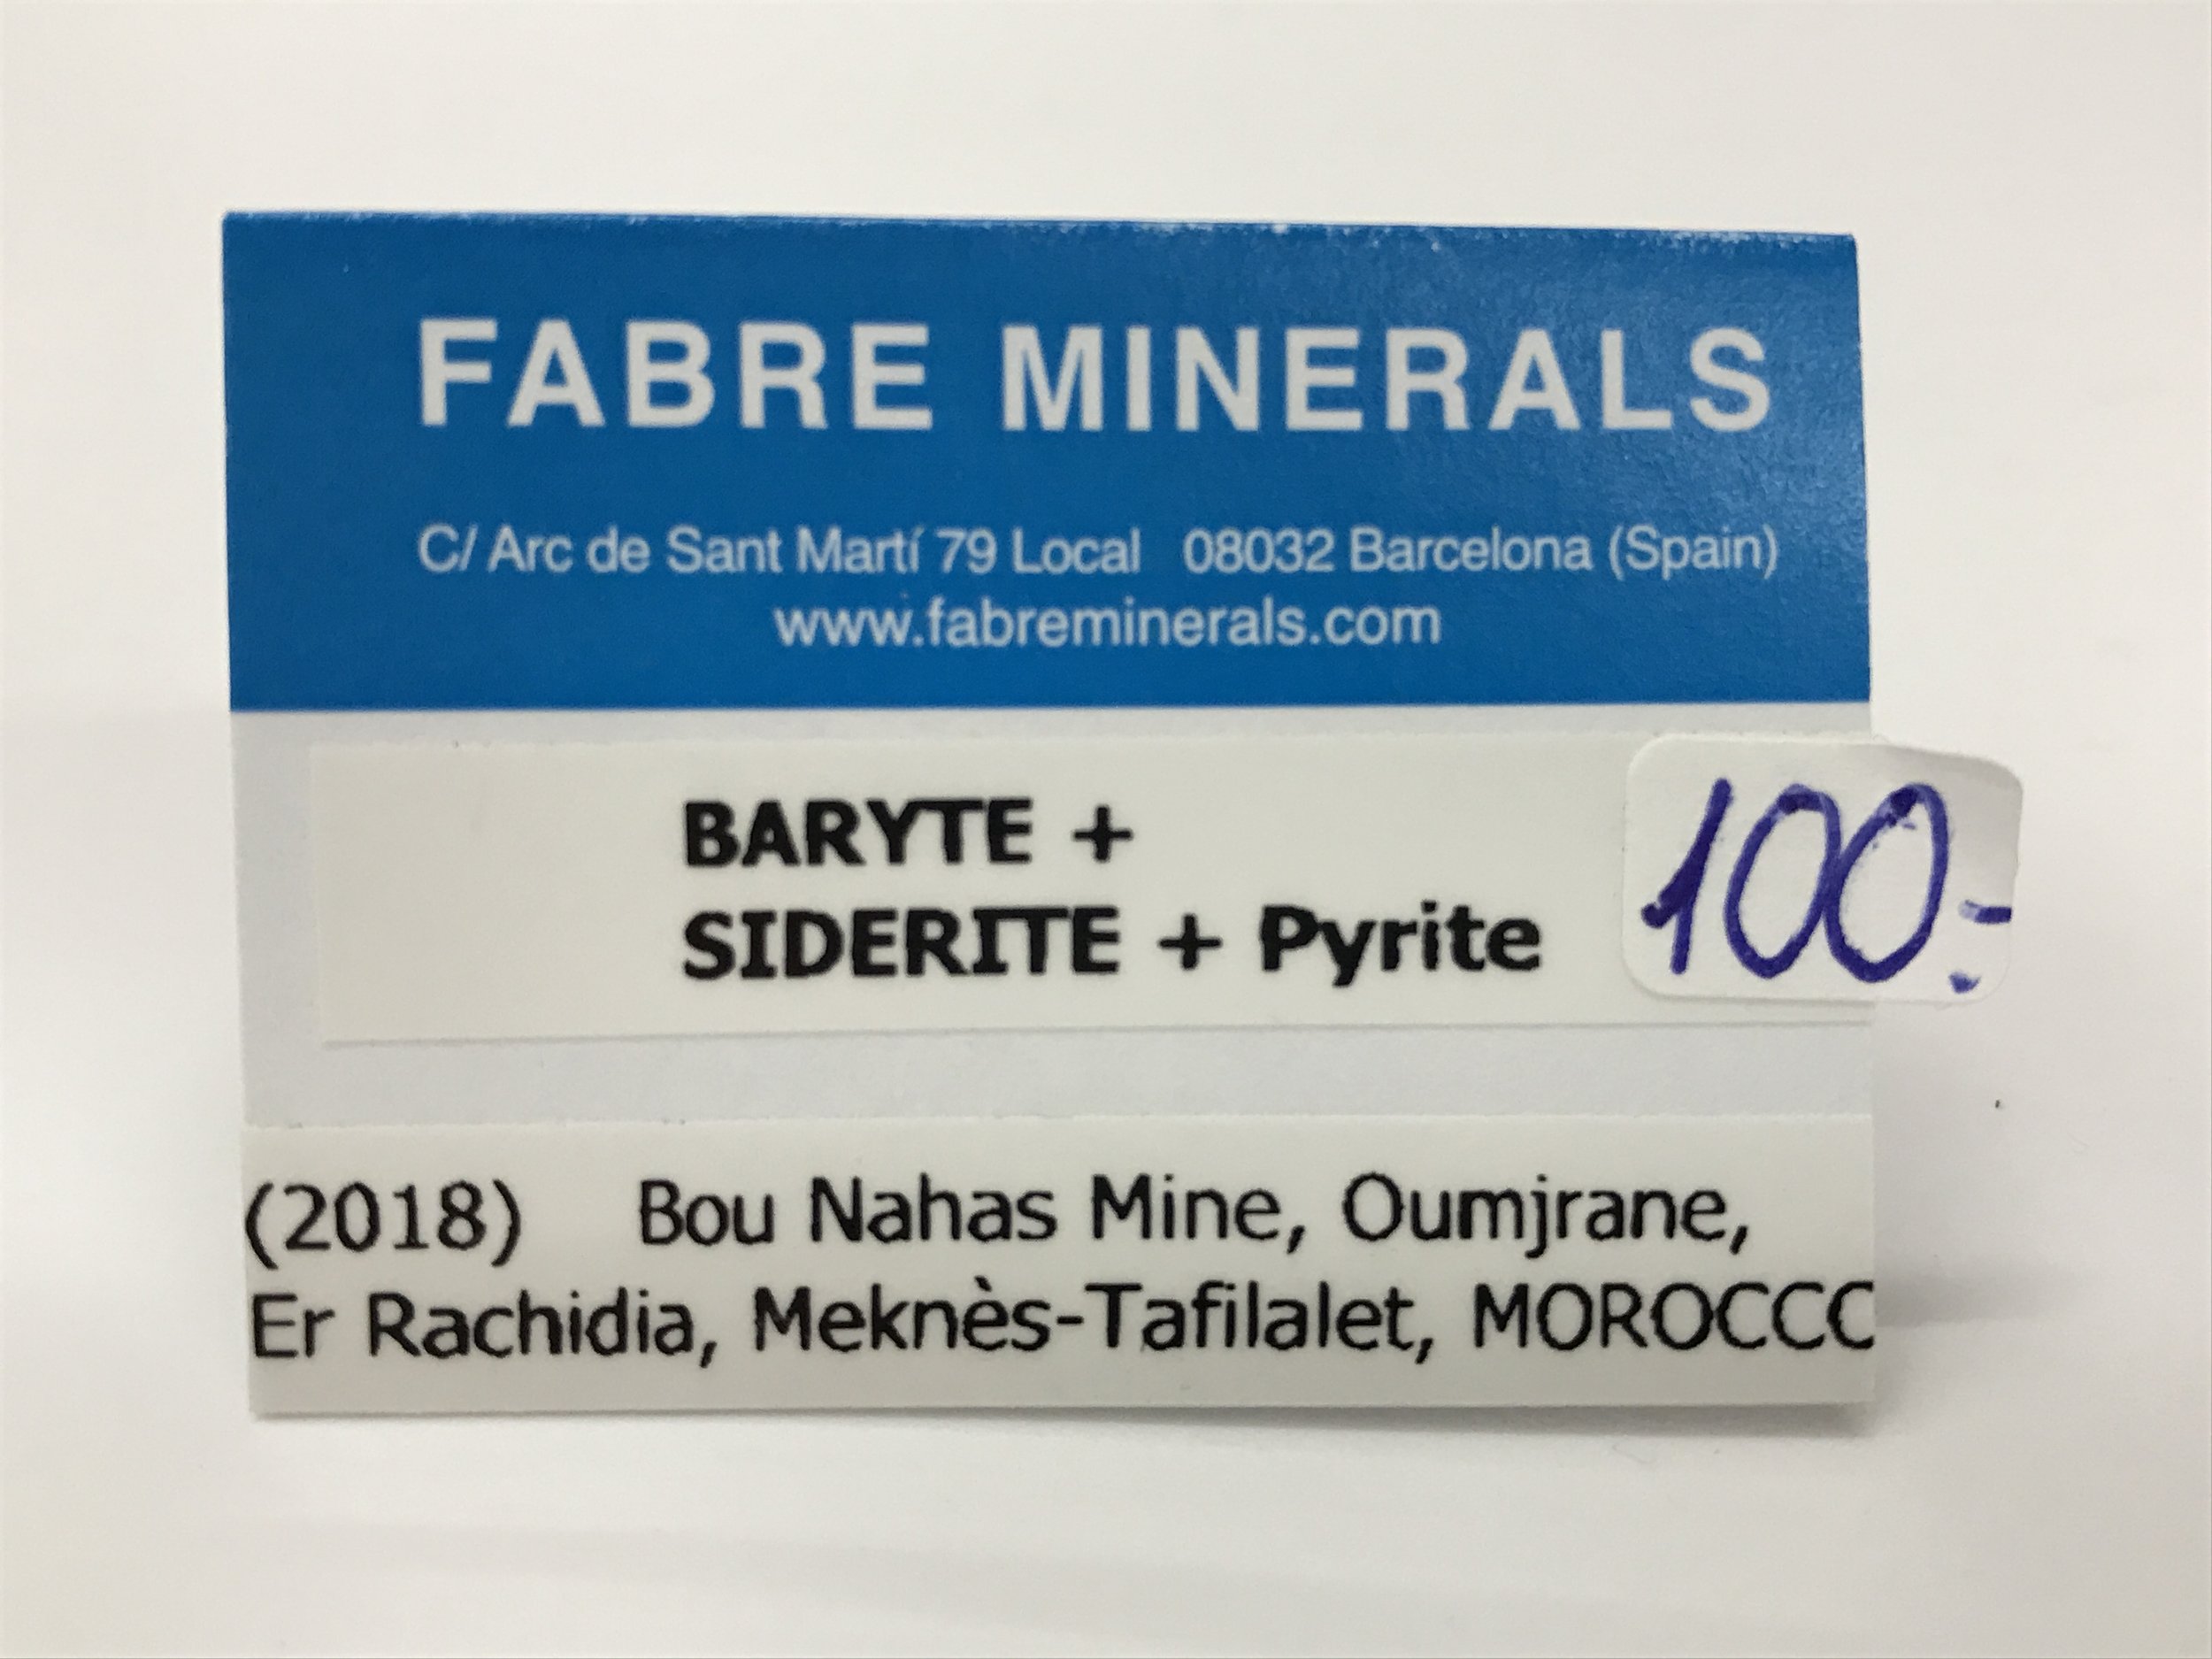 FABRE MINERALS
C/ Arc de Sant Martí 79 Local 08032 Barcelona (Spain)
www.fabreminerals.com
BARYTE +
SIDERITE + Pyrite
100.-
(2018) Bou Nahas Mine, Oumjrane,
Er Rachidia, Meknès-Tafilalet, MOROCCO